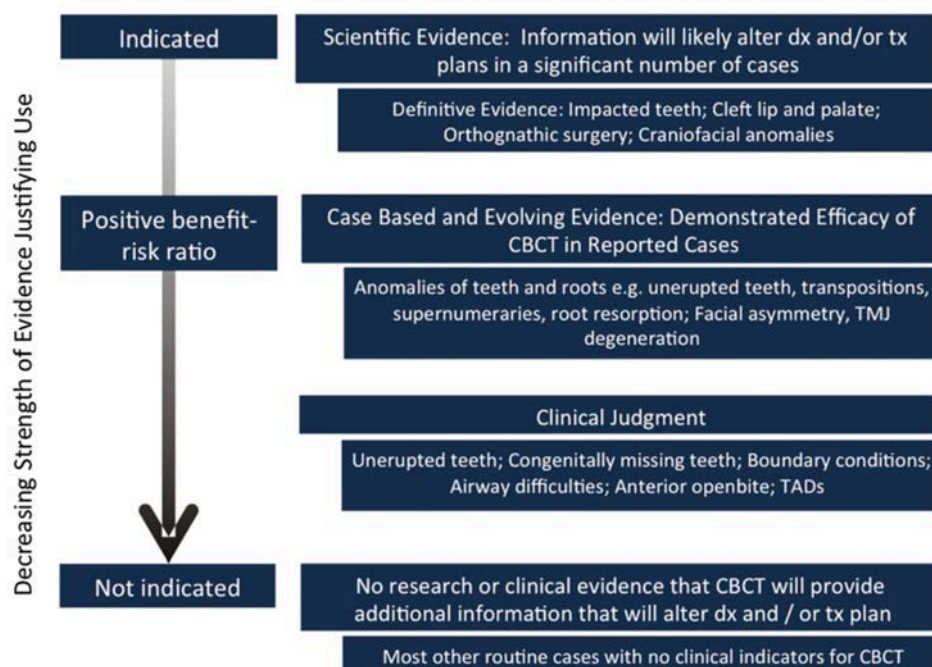 Decreasing Strength of Evidence Justifying Use
Indicated
Scientific Evidence: Information will likely alter dx and/or tx
plans in a significant number of cases
Definitive Evidence: Impacted teeth; Cleft lip and palate;
Orthognathic surgery; Craniofacial anomalies
Positive benefit-
risk ratio
Case Based and Evolving Evidence: Demonstrated Efficacy of
CBCT in Reported Cases
Anomalies of teeth and roots e.g. unerupted teeth, transpositions,
supernumeraries, root resorption; Facial asymmetry, TMJ
degeneration
Clinical Judgment
Unerupted teeth; Congenitally missing teeth; Boundary conditions;
Airway difficulties; Anterior openbite; TADs
Not indicated
No research or clinical evidence that CBCT will provide
additional information that will alter dx and / or tx plan
Most other routine cases with no clinical indicators for CBCT